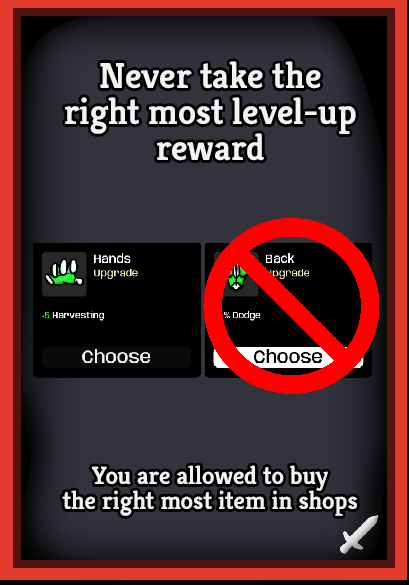 Never take the
right most level-up
reward
Hands
Upgrade
-5 Harvesting
Choose
Back
Upgrade
% Dodge
Choose
You are allowed to buy
the right most item in shops